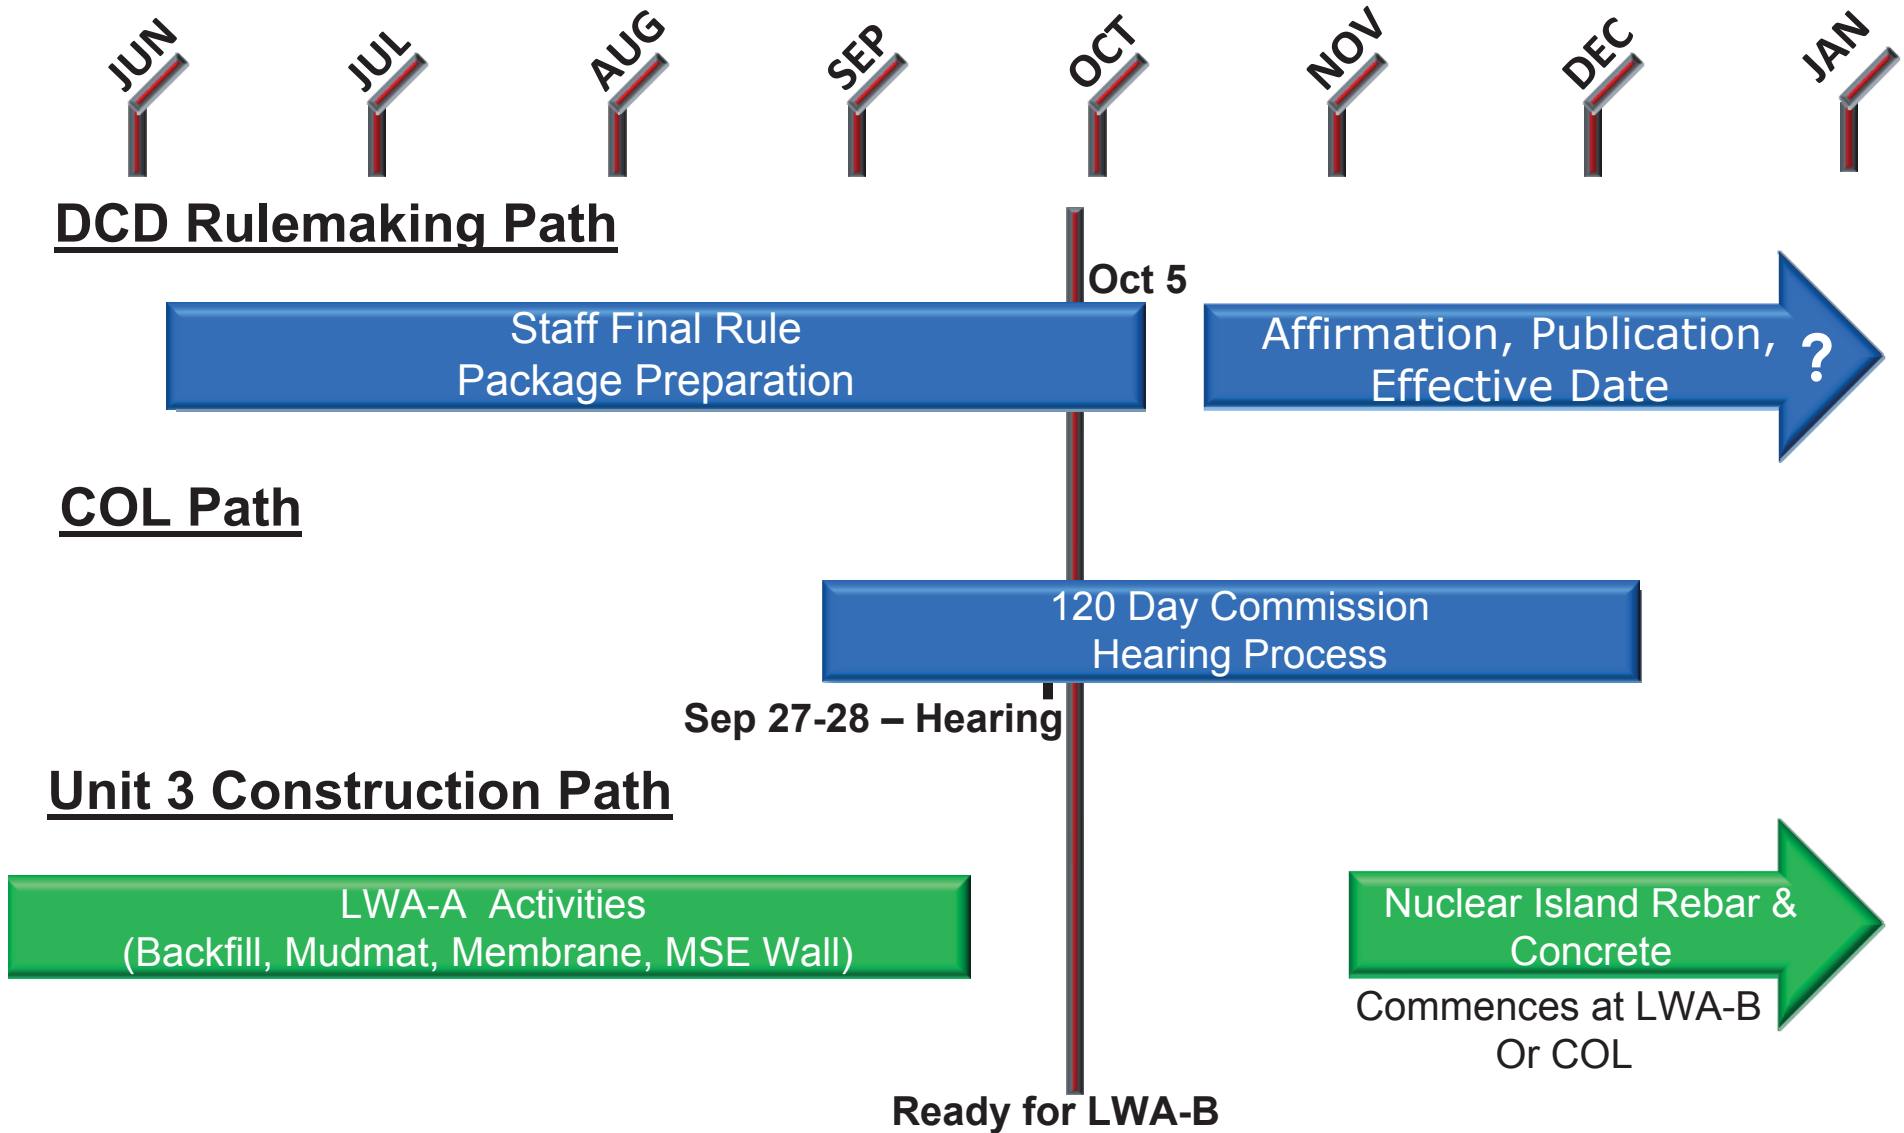 JUN
JUL
AUG
SEP
OCT
NOV
DEC
JAN
DCD Rulemaking Path
Oct 5
Staff Final Rule
Package Preparation
Affirmation, Publication,
Effective Date
?
COL Path
120 Day Commission
Hearing Process
Sep 27-28 – Hearing
Unit 3 Construction Path
LWA-A Activities
(Backfill, Mudmat, Membrane, MSE Wall)
Nuclear Island Rebar &
Concrete
Commences at LWA-B
Or COL
Ready for LWA-B